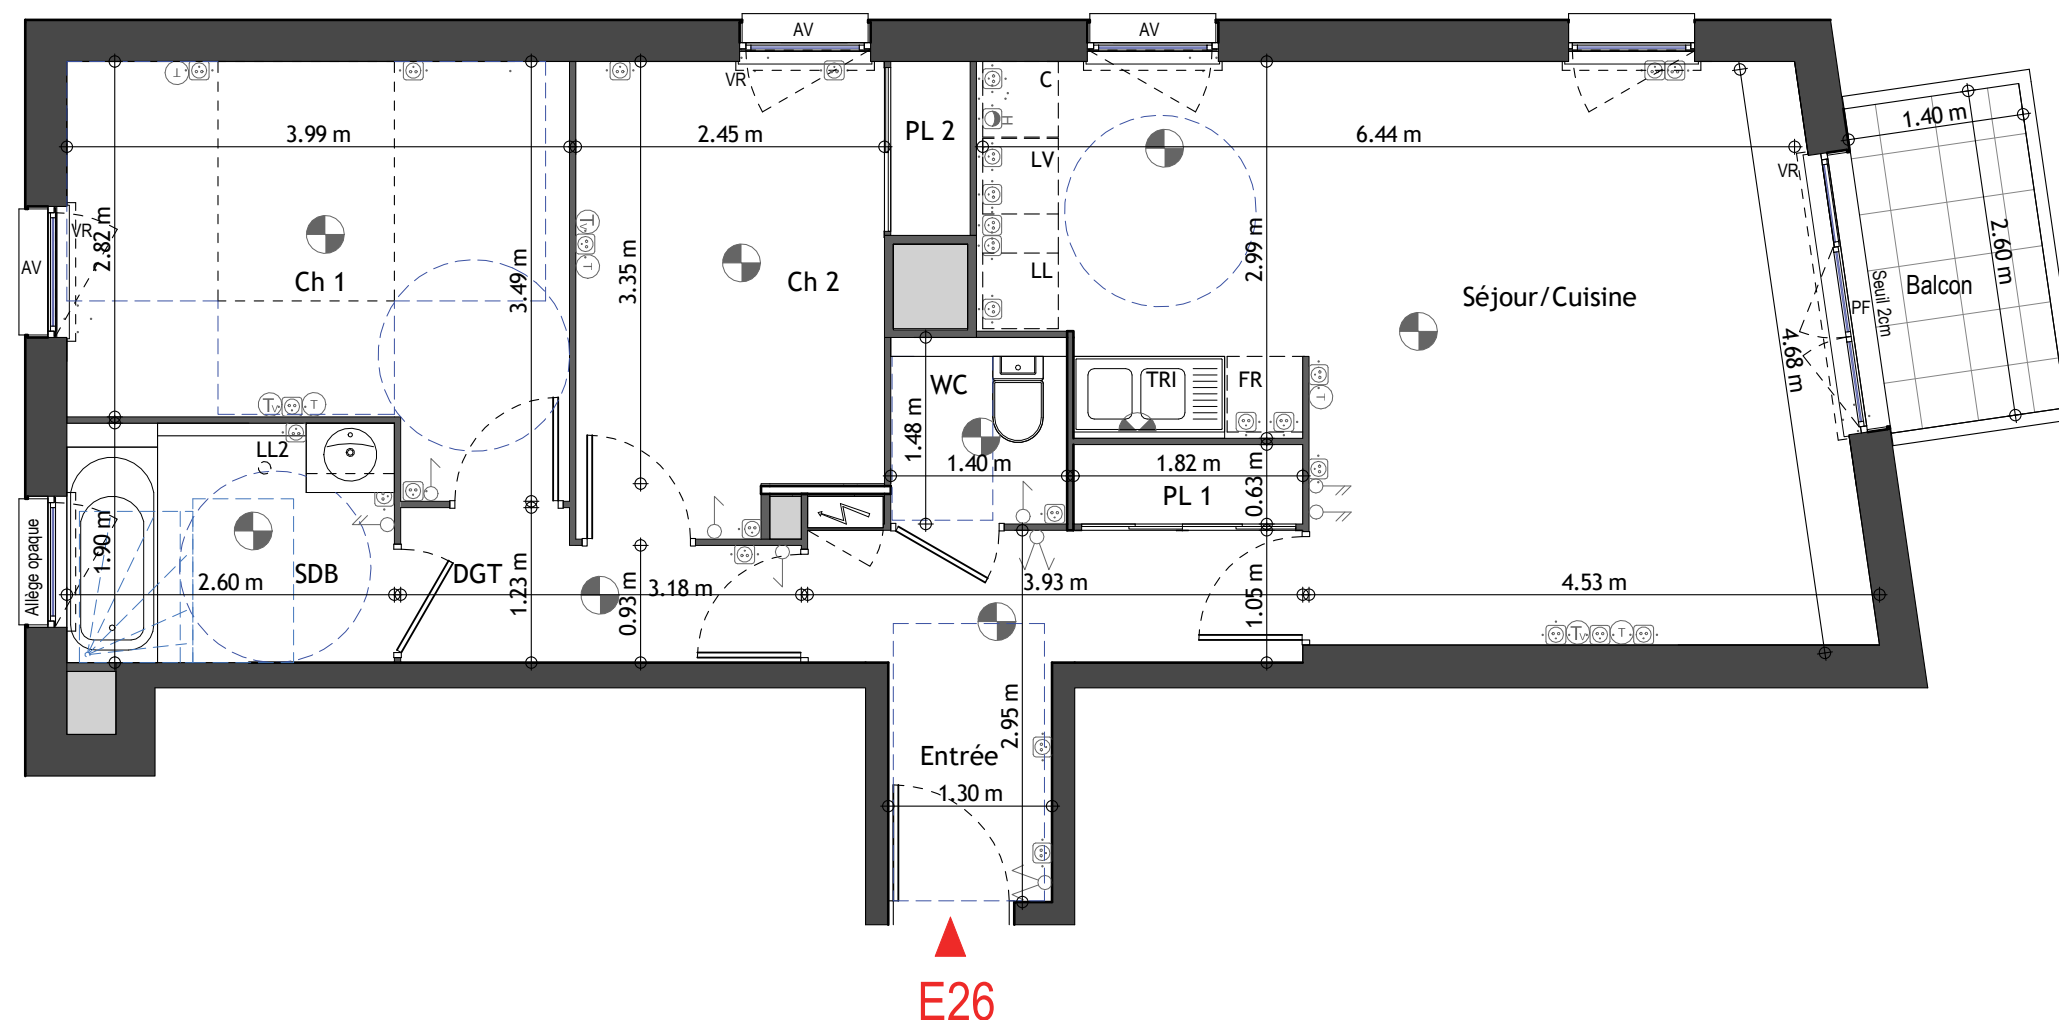 AV
AV
VR
C
PL 2
1.40 m
3.99 m
2.45 m
6.44 m
H
LV
VR
VR
2.82 m
AV
Ch 1
3.49 m
3.35 m
Ch 2
2.99 m
LL
Séjour/Cuisine
Seuil 2cm
PF
Balcon
2.60 m
4.68 m
Tv
T
T
WC
TRI
FR
T
Tv
T
1.48 m
LL2
1.40 m
1.82 m
PL 1
0.63 m
Allège opaque
1.90 m
2.60 m
SDB
DGT
1.23 m
0.93 m
3.18 m
3.93 m
1.05 m
4.53 m
Tv
T
2.95 m
Entrée
1.30 m
E26